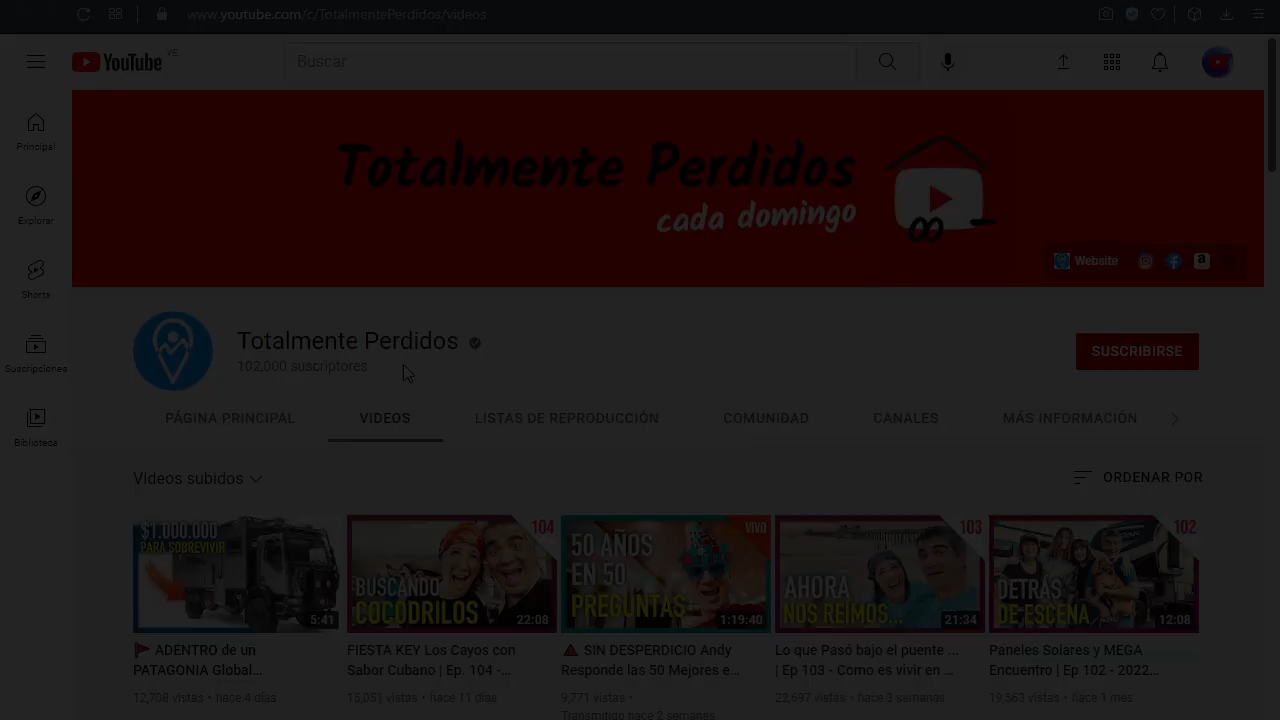 www.youtube.com/c/TotalmentePerdidos/videos
YouTube VE
Buscar
Principal
Explorar
Shorts
Suscripciones
Biblioteca
Totalmente Perdidos
cada domingo
Website
Totalmente Perdidos
102,000 suscriptores
SUSCRIBIRSE
PÁGINA PRINCIPAL VIDEOS LISTAS DE REPRODUCCIÓN COMUNIDAD CANALES MÁS INFORMACIÓN
Videos subidos
ORDENAR POR
$1.000.000
PARA SOBREVIVIR
5:41
104
BUSCANDO
COCODRILOS
22:08
VIVO
50 AÑOS
EN 50
PREGUNTAS
1:19:40
103
AHORA
NOS REÍMOS...
21:34
102
DETRÁS
DE ESCENA
12:08
ADENTRO de un
PATAGONIA Global...
12,708 vistas • hace 4 días
FIESTA KEY Los Cayos con
Sabor Cubano | Ep. 104 -...
15,051 vistas • hace 11 días
SIN DESPERDICIO Andy
Responde las 50 Mejores e...
9,771 vistas •
Transmitido hace 2 semanas
Lo que Pasó bajo el puente ...
| Ep 103 - Como es vivir en ...
22,697 vistas • hace 3 semanas
Paneles Solares y MEGA
Encuentro | Ep 102 - 2022...
19,363 vistas • hace 1 mes